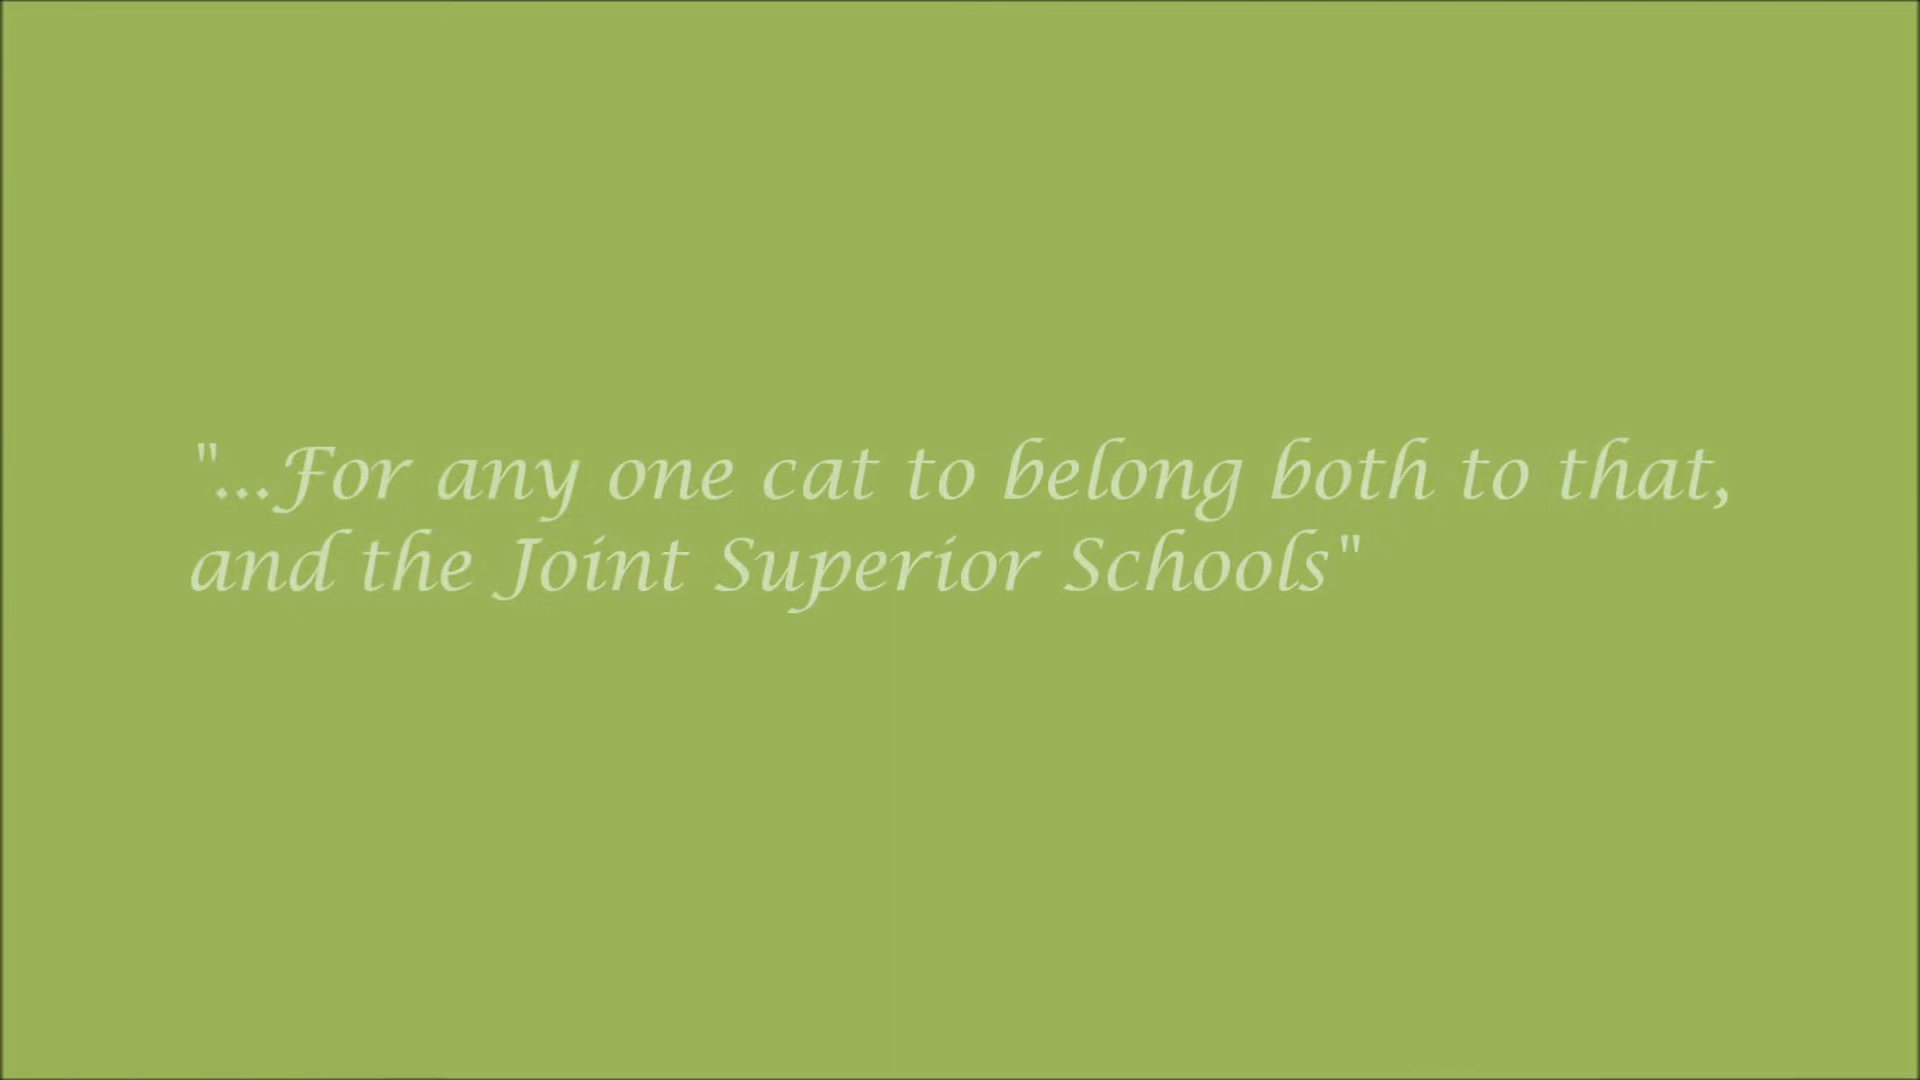 "...For any one cat to belong both to that,
and the Joint Superior Schools"